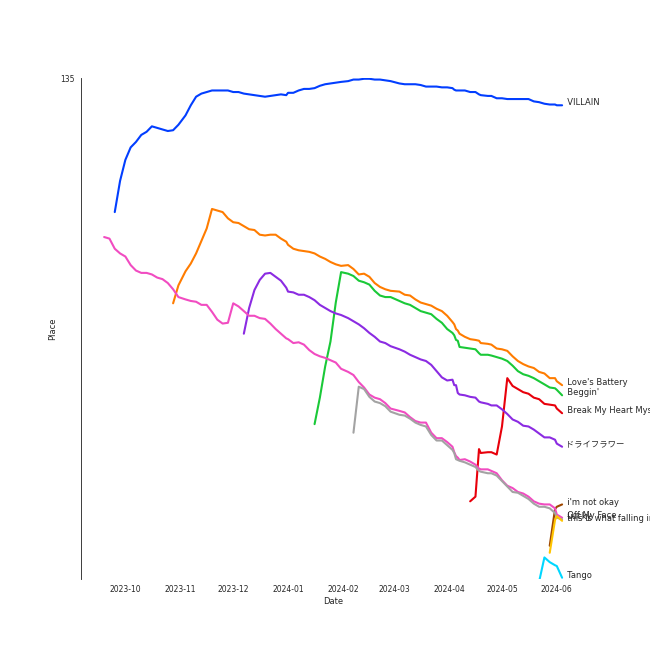 135
VILLAIN
Place
Love's Battery
Beggin'
Break My Heart Mys
ドライフラワー
i'm not okay
Off My Face
this is what falling i
Tango
2023-10 2023-11 2023-12 2024-01 2024-02 2024-03 2024-04 2024-05 2024-06
Date